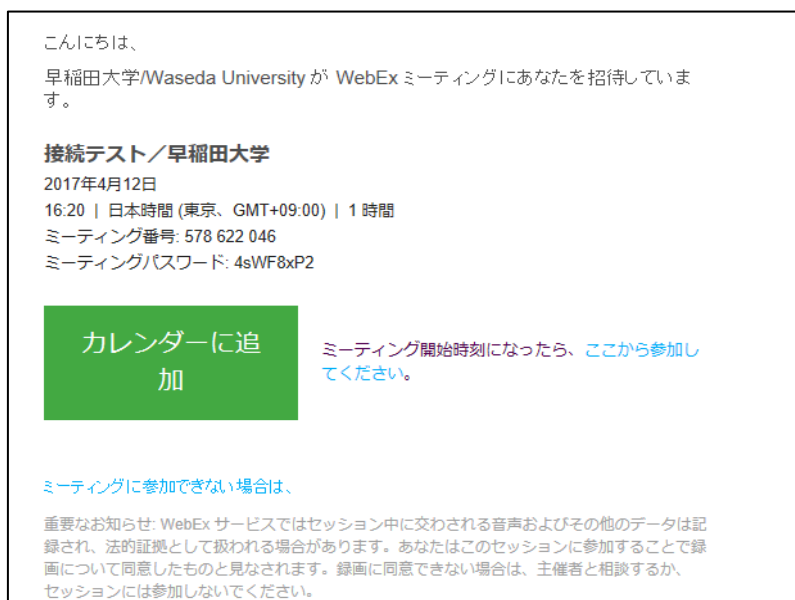 こんにちは、
早稲田大学/Waseda University が WebEx ミーティングにあなたを招待していま
す。
接続テスト／早稲田大学
2017年4月12日
16:20 | 日本時間 (東京、GMT+09:00) | 1 時間
ミーティング番号: 578 622 046
ミーティングパスワード: 4sWF8xP2
カレンダーに追
加
ミーティング開始時刻になったら、ここから参加し
てください。
ミーティングに参加できない場合は、
重要なお知らせ: WebEx サービスではセッション中に交わされる音声およびその他のデータは記
録され、法的証拠として扱われる場合があります。あなたはこのセッションに参加することで録
画について同意したものと見なされます。録画に同意できない場合は、主催者と相談するか、
セッションには参加しないでください。